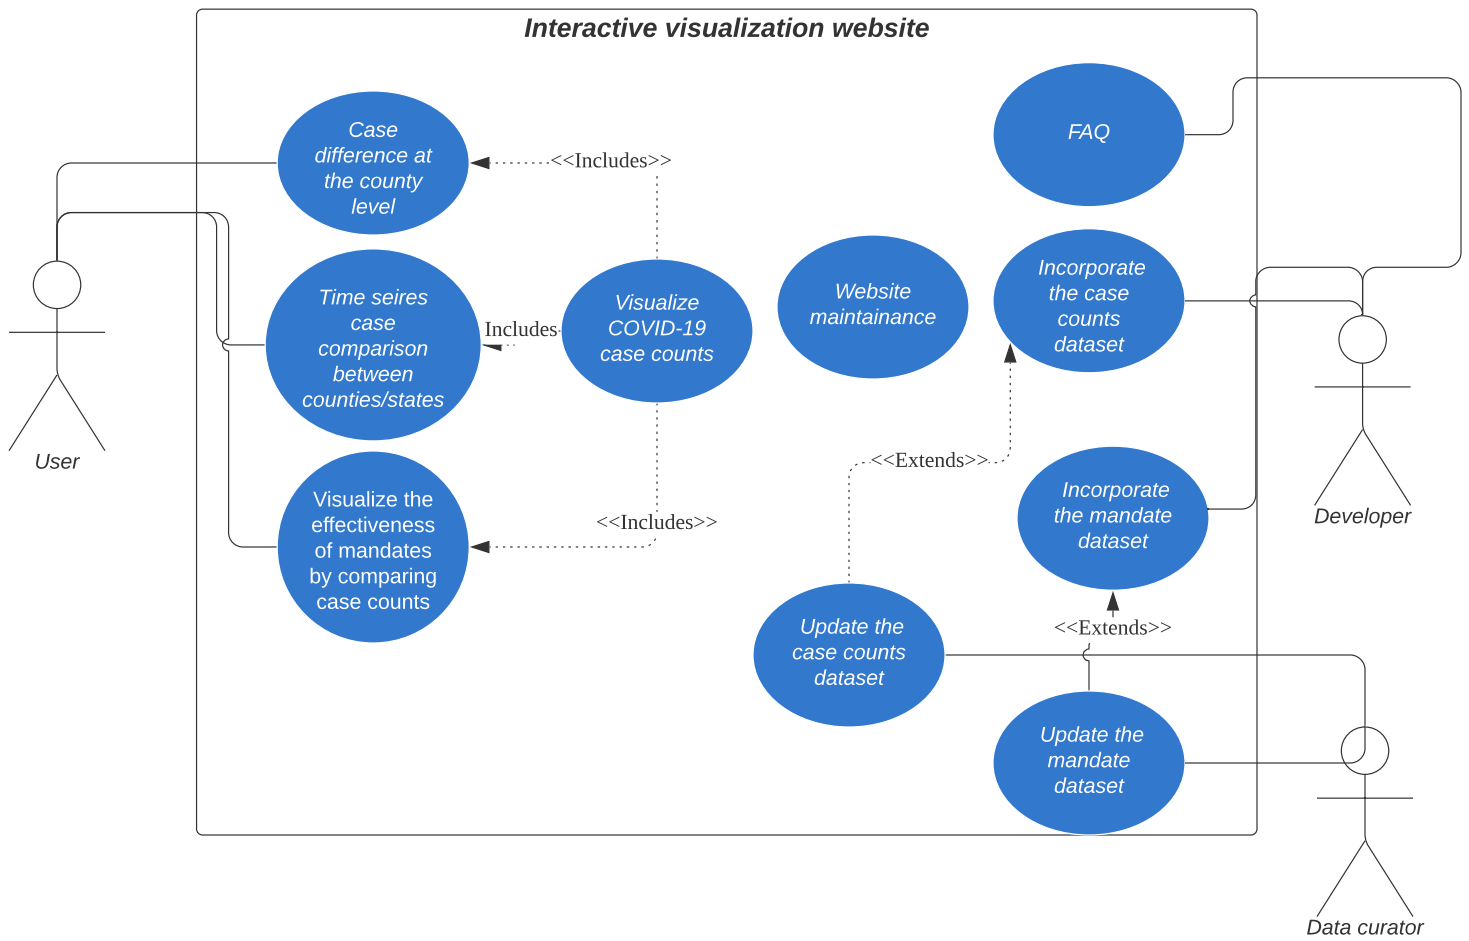 Interactive visualization website
Case
difference at
the county
level
<<Includes>>
FAQ
Time seires
case
comparison
between
counties/states
Includes
Visualize
COVID-19
case counts
Website
maintainance
Incorporate
the case
counts
dataset
User
Visualize the
effectiveness
of mandates
by comparing
case counts
<<Includes>>
<<Extends>>
Incorporate
the mandate
dataset
Developer
<<Extends>>
Update the
case counts
dataset
Update the
mandate
dataset
Data curator